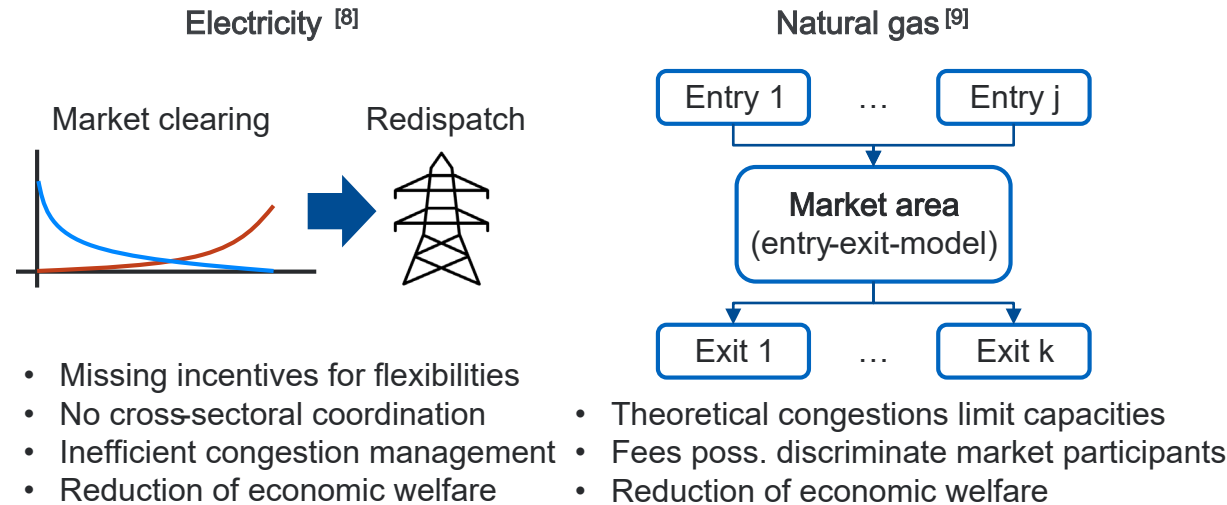 Electricity [8]
Market clearing
Redispatch
• Missing incentives for flexibilities
• No cross-sectoral coordination
• Inefficient congestion management
• Reduction of economic welfare
Natural gas [9]
Entry 1
…
Entry j
Market area
(entry-exit-model)
Exit 1
…
Exit k
• Theoretical congestions limit capacities
• Fees poss. discriminate market participants
• Reduction of economic welfare